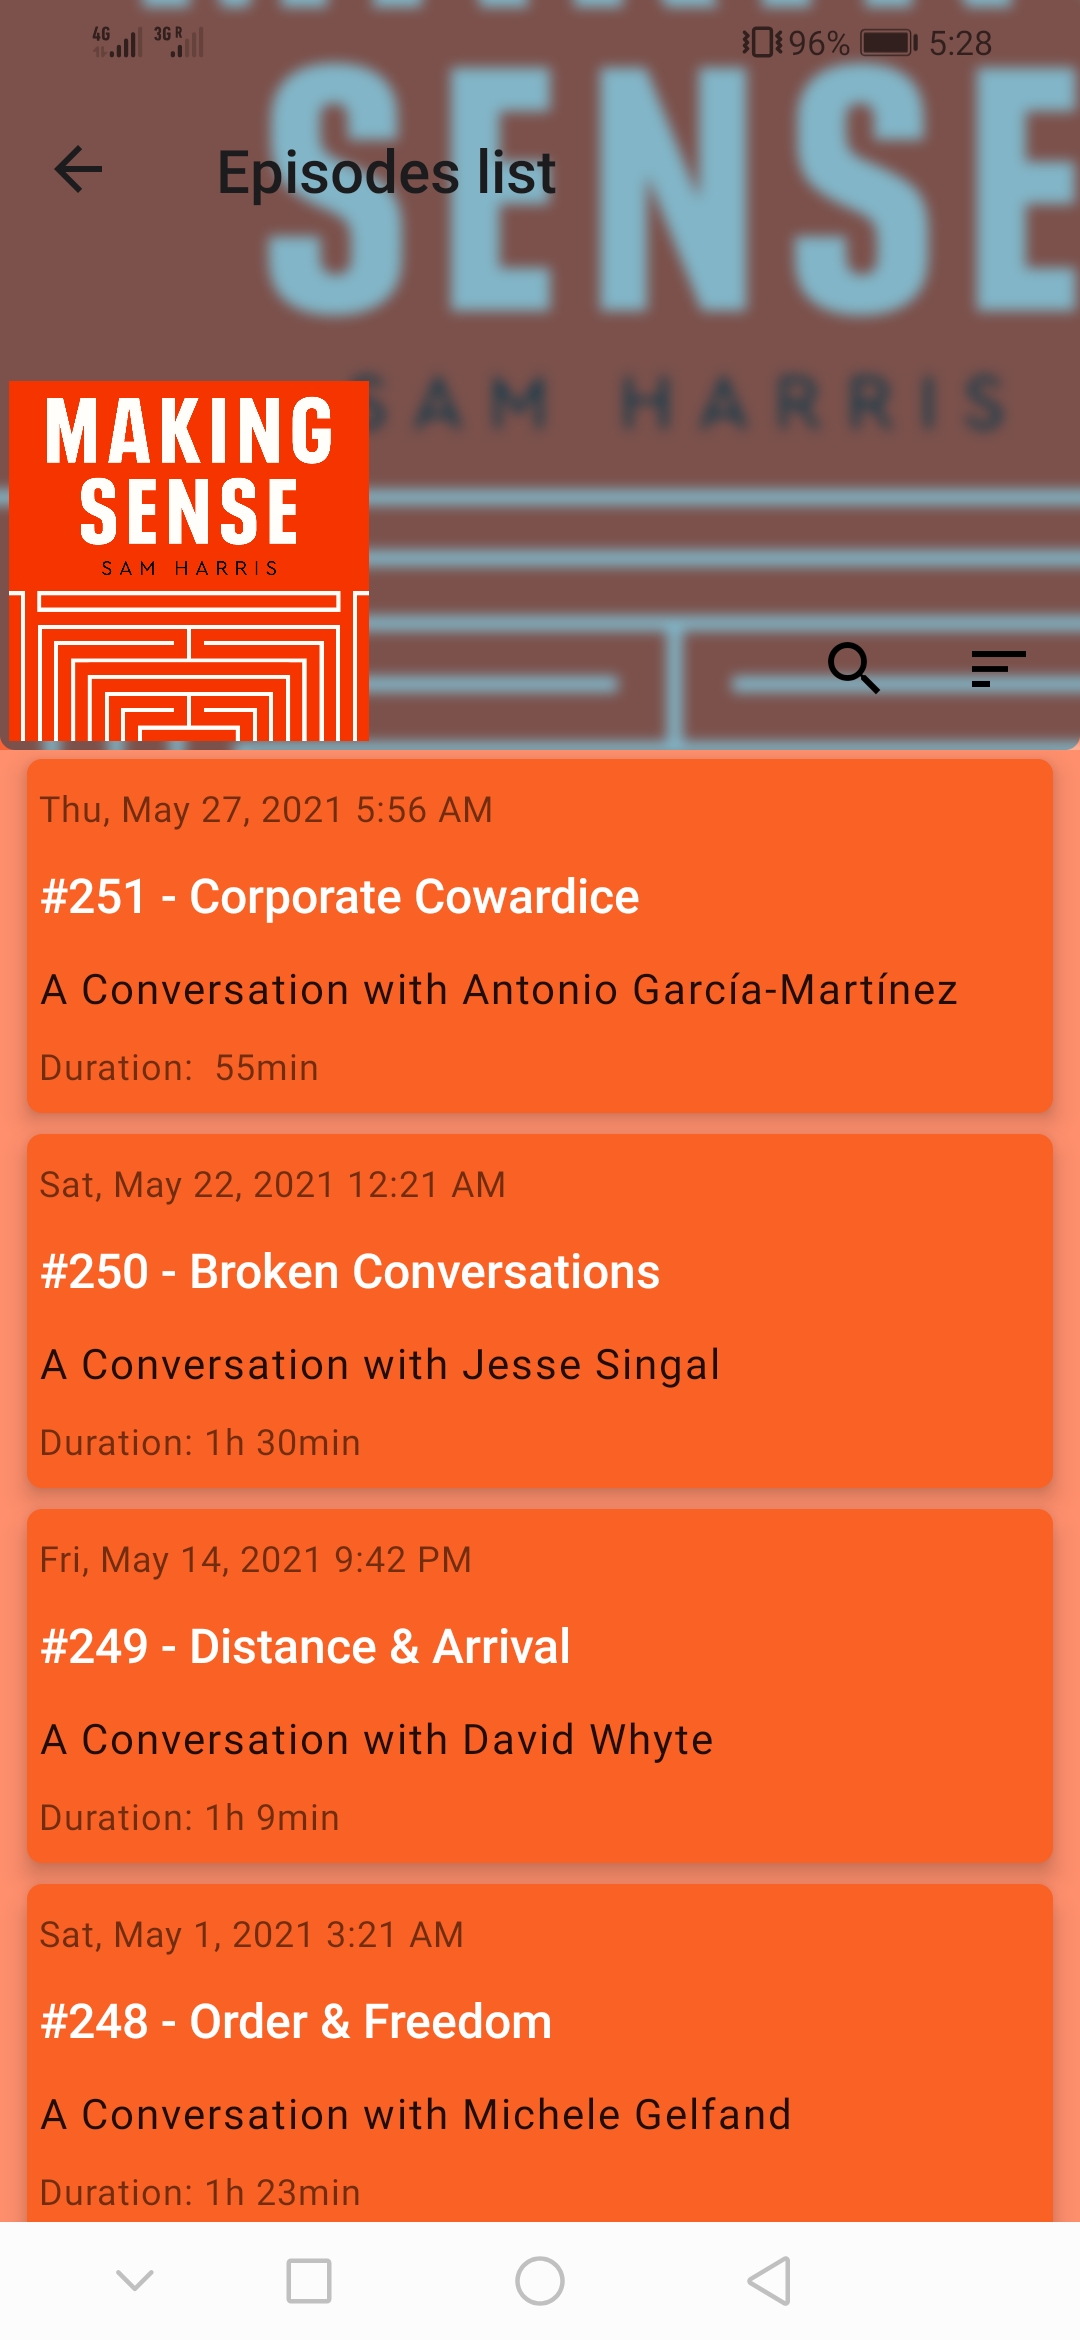 4G 3G R 96% 5:28
SENSE
Episodes list
SAM HARRIS
MAKING
SENSE
SAM HARRIS
Thu, May 27, 2021 5:56 AM
#251 - Corporate Cowardice
A Conversation with Antonio García-Martínez
Duration:  55min
Sat, May 22, 2021 12:21 AM
#250 - Broken Conversations
A Conversation with Jesse Singal
Duration: 1h 30min
Fri, May 14, 2021 9:42 PM
#249 - Distance & Arrival
A Conversation with David Whyte
Duration: 1h 9min
Sat, May 1, 2021 3:21 AM
#248 - Order & Freedom
A Conversation with Michele Gelfand
Duration: 1h 23min